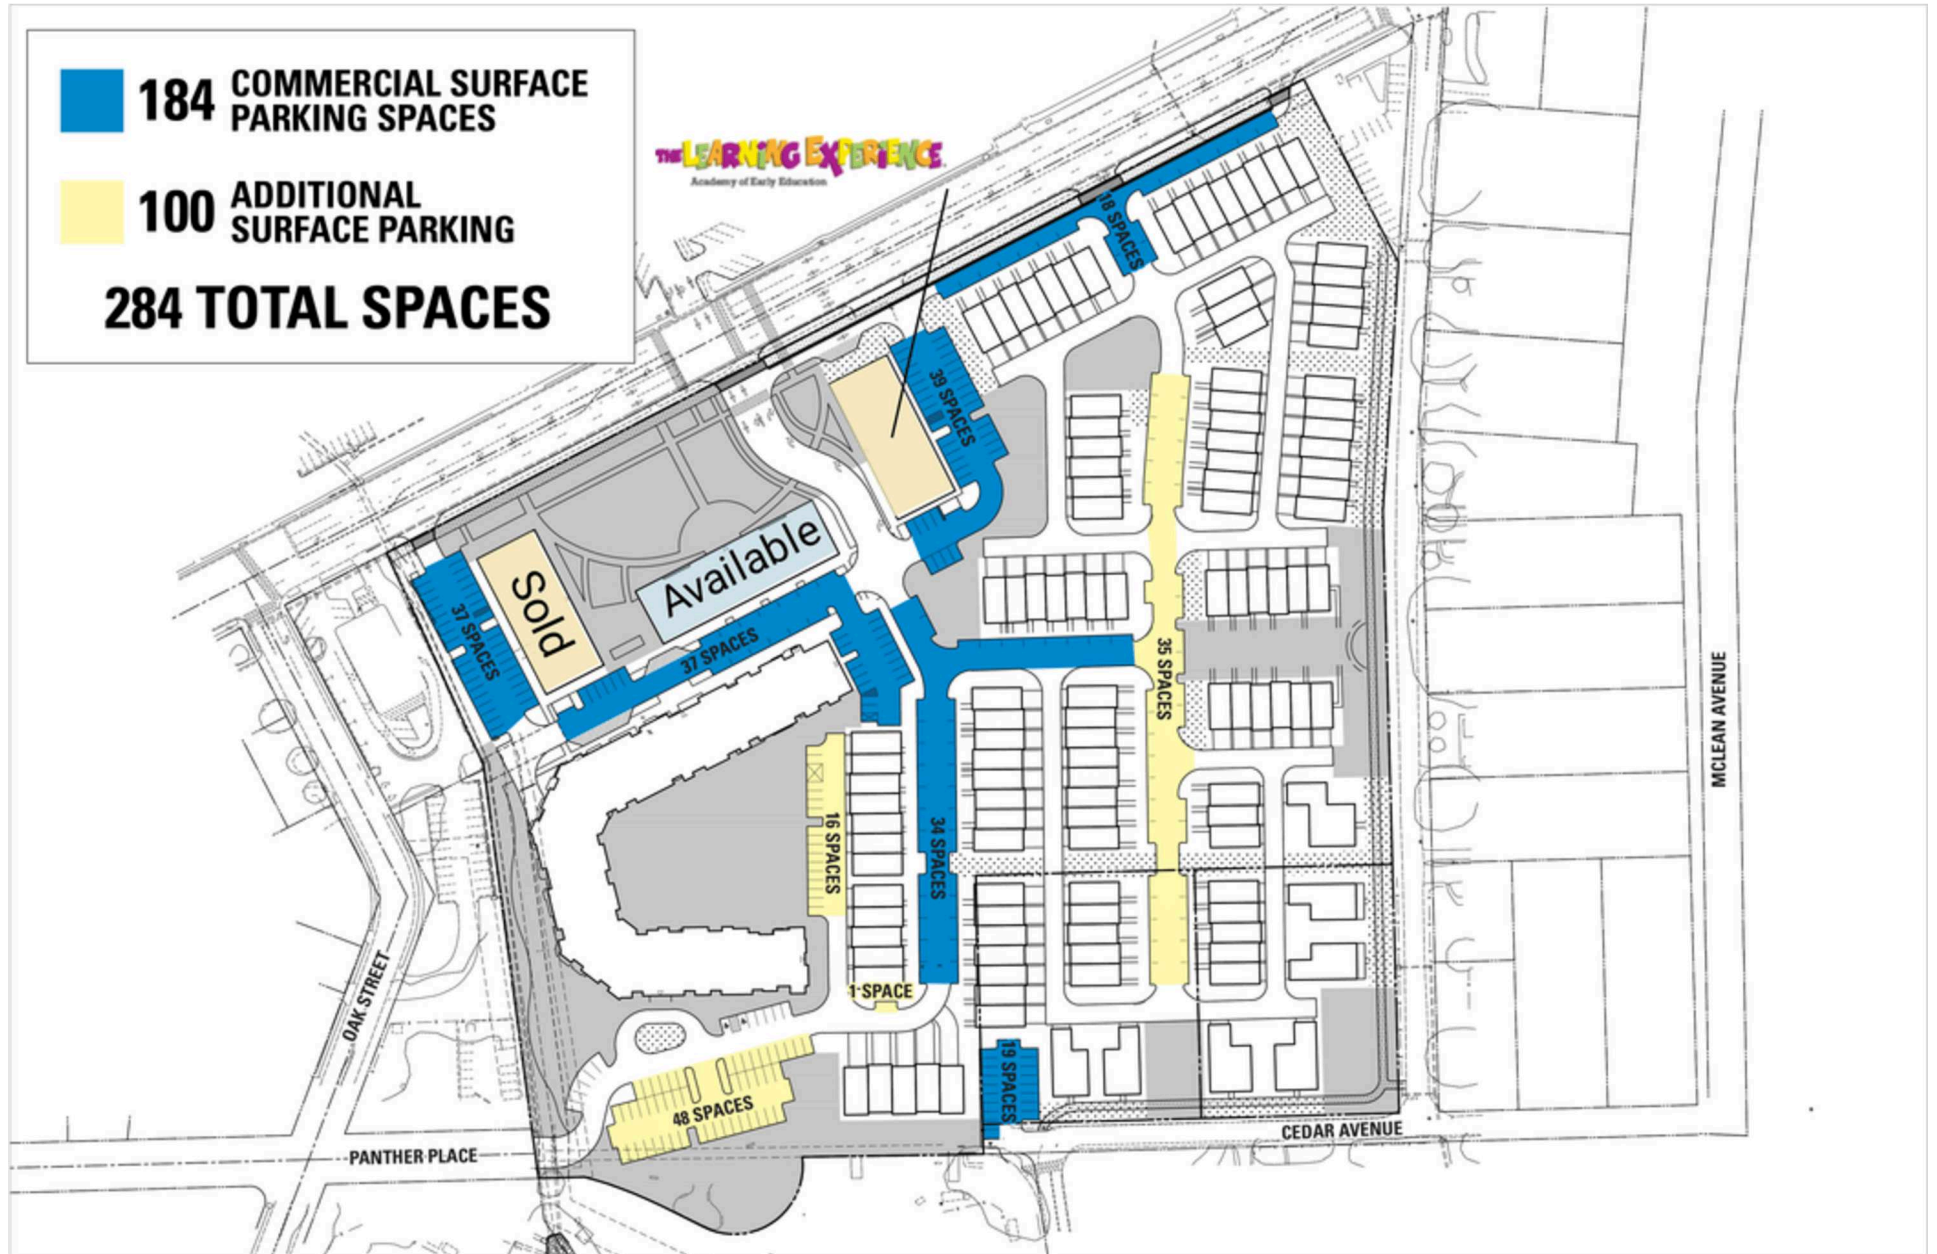 184 COMMERCIAL SURFACE
PARKING SPACES
100 ADDITIONAL
SURFACE PARKING
284 TOTAL SPACES
THE LEARNING EXPERIENCE
Academy of Early Education
18 SPACES
39 SPACES
Available
Sold
37 SPACES
37 SPACES
35 SPACES
16 SPACES
34 SPACES
1 SPACE
19 SPACES
48 SPACES
MCLEAN AVENUE
OAK STREET
PANTHER PLACE
CEDAR AVENUE